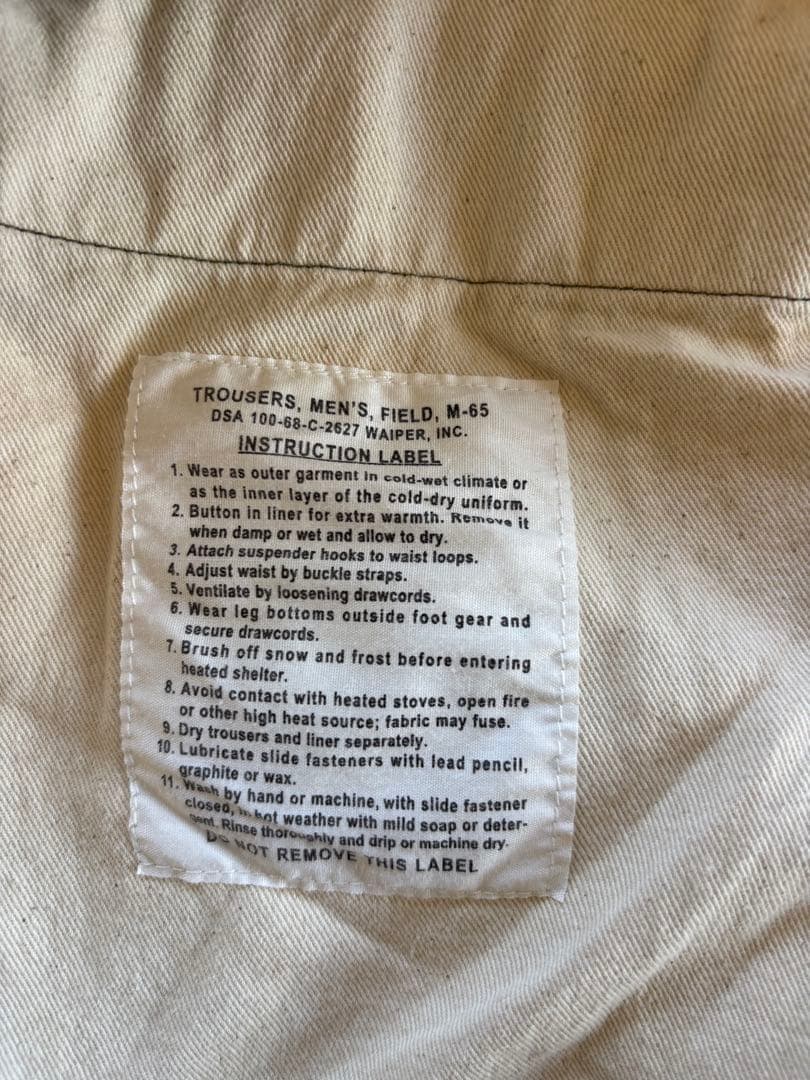 TROUSERS, MEN'S, FIELD, M-65
DSA 100-68-C-2627 WAIPER, INC.
INSTRUCTION LABEL
1. Wear as outer garment in cold-wet climate or
as the inner layer of the cold-dry uniform.
2. Button in liner for extra warmth. Remove it
when damp or wet and allow to dry.
3. Attach suspender hooks to waist loops.
4. Adjust waist by buckle straps.
5. Ventilate by loosening drawcords.
6. Wear leg bottoms outside foot gear and
secure drawcords.
7. Brush off snow and frost before entering
heated shelter.
8. Avoid contact with heated stoves, open fire
or other high heat source; fabric may fuse.
9. Dry trousers and liner separately.
10. Lubricate slide fasteners with lead pencil,
graphite or wax.
11. Wash by hand or machine, with slide fastener
closed, in hot weather with mild soap or deter-
gent. Rinse thoroughly and drip or machine dry.
DO NOT REMOVE THIS LABEL